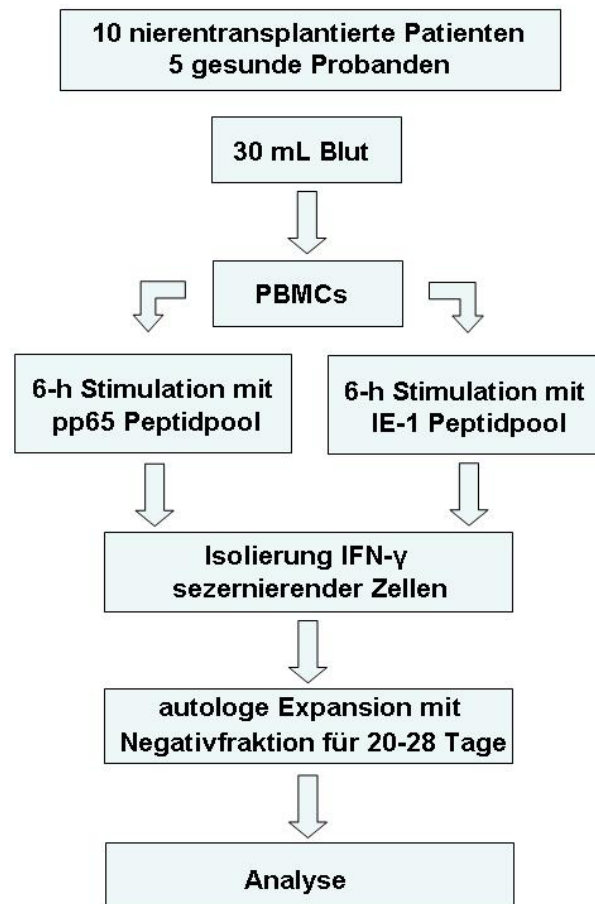 10 nierentransplantierte Patienten
5 gesunde Probanden
30 mL Blut
PBMCs
6-h Stimulation mit
pp65 Peptidpool
6-h Stimulation mit
IE-1 Peptidpool
Isolierung IFN-γ
sezernierender Zellen
autologe Expansion mit
Negativfraktion für 20-28 Tage
Analyse